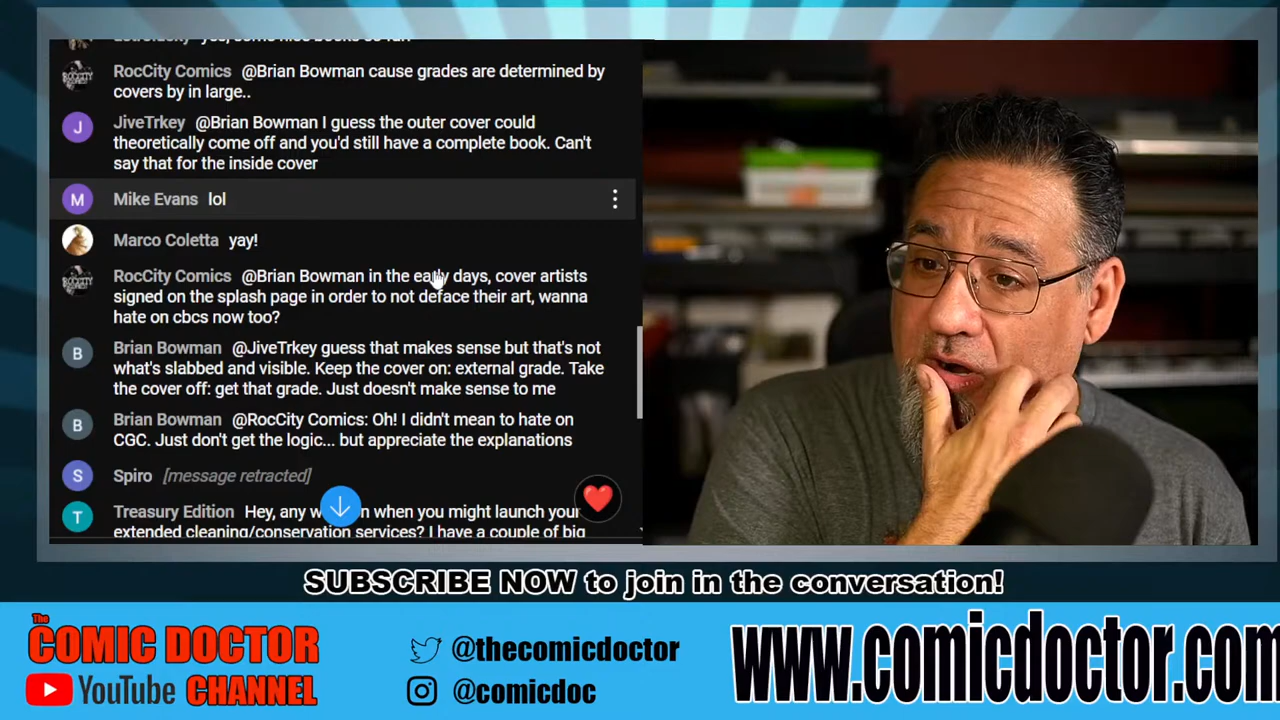 RocCity Comics @Brian Bowman cause grades are determined by
covers by in large..
J JiveTrkey @Brian Bowman I guess the outer cover could
theoretically come off and you'd still have a complete book. Can't
say that for the inside cover
M Mike Evans lol
Marco Coletta yay!
RocCity Comics @Brian Bowman in the early days, cover artists
signed on the splash page in order to not deface their art, wanna
hate on cbcs now too?
B Brian Bowman @JiveTrkey guess that makes sense but that's not
what's slabbed and visible. Keep the cover on: external grade. Take
the cover off: get that grade. Just doesn't make sense to me
B Brian Bowman @RocCity Comics: Oh! I didn't mean to hate on
CGC. Just don't get the logic... but appreciate the explanations
S Spiro [message retracted]
T Treasury Edition Hey, any when you might launch your
extended cleaning/conservation services? I have a couple of big
SUBSCRIBE NOW to join in the conversation!
The
COMIC DOCTOR
YouTube CHANNEL
@thecomicdoctor
@comicdoc
www.comicdoctor.com